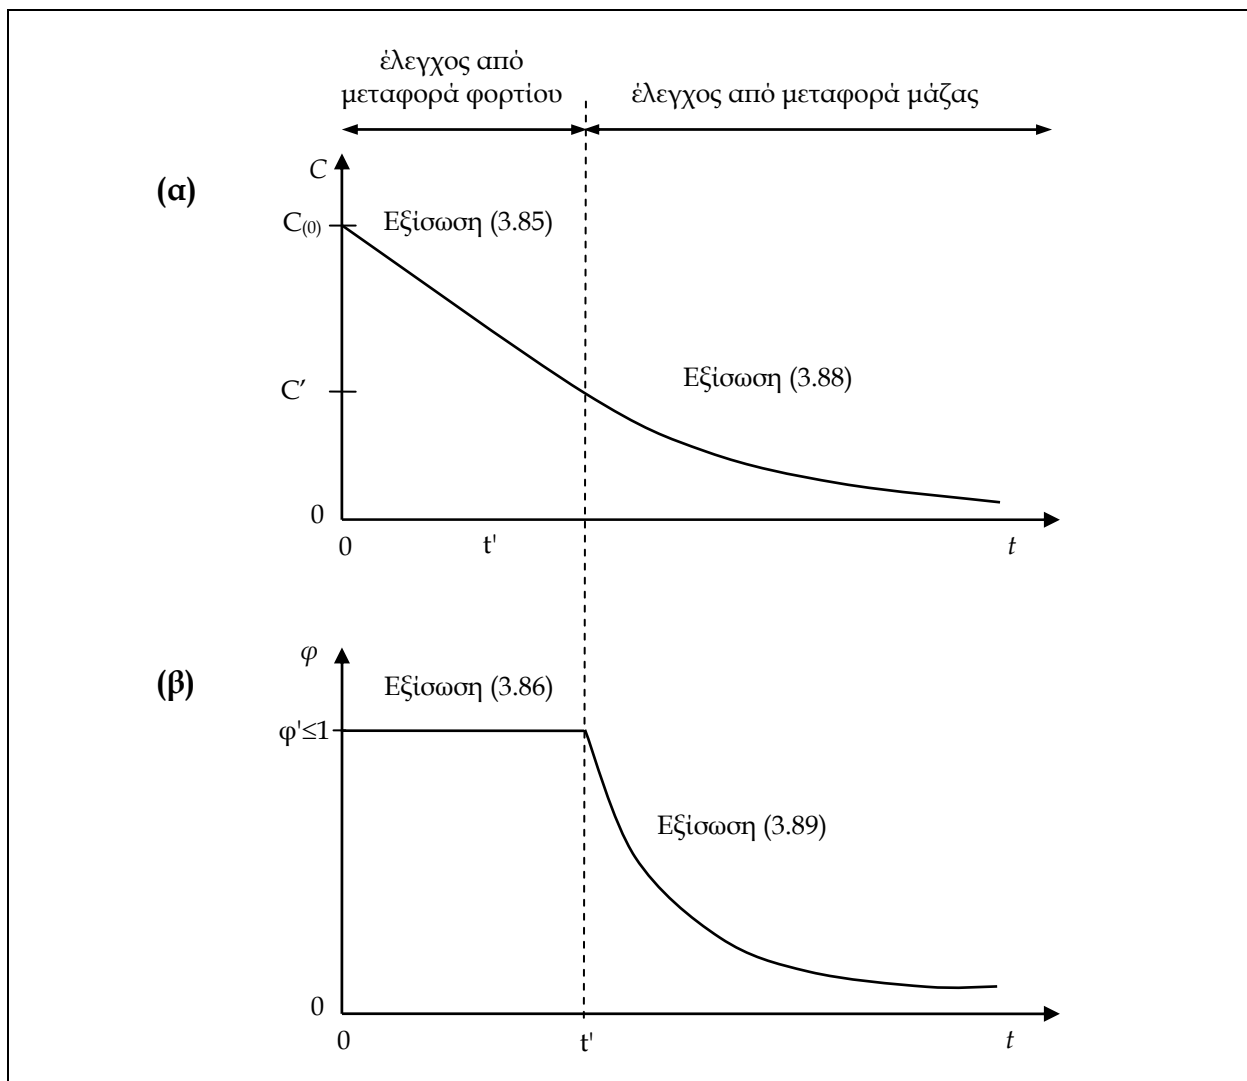 έλεγχος από
μεταφορά φορτίου
έλεγχος από μεταφορά μάζας
(α)
C
C(0)
Εξίσωση (3.85)
C′
Εξίσωση (3.88)
0
0
t'
t
(β)
φ
Εξίσωση (3.86)
φ'≤1
Εξίσωση (3.89)
0
0
t'
t